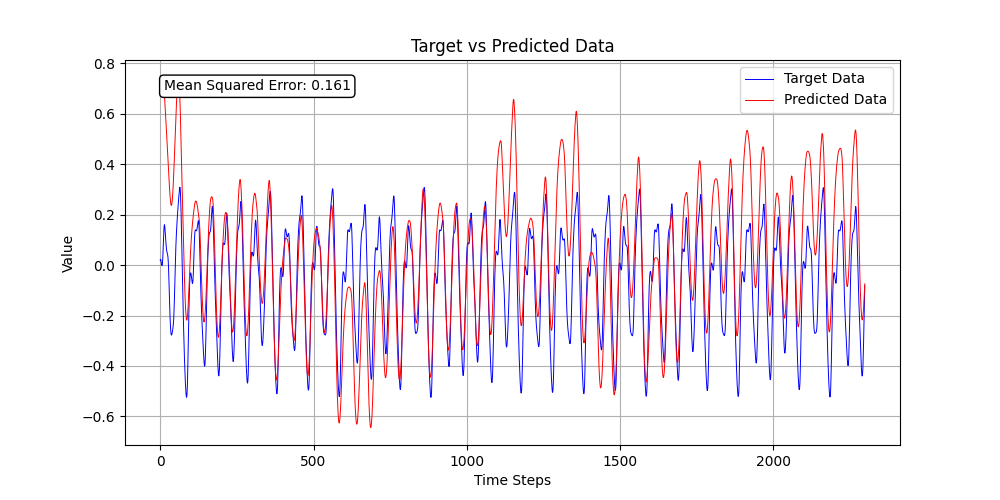 Target vs Predicted Data
Mean Squared Error: 0.161
Target Data
Predicted Data
Value
0.8
0.6
0.4
0.2
0.0
−0.2
−0.4
−0.6
0
500
1000
1500
2000
Time Steps